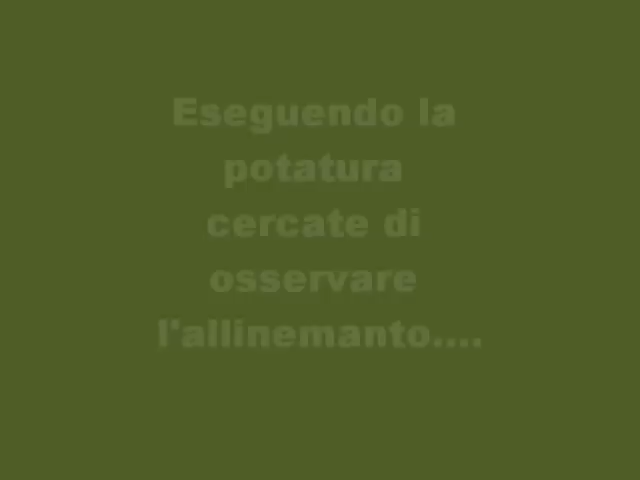 Eseguendo la
potatura
cercate di
osservare
l'allinemanto....